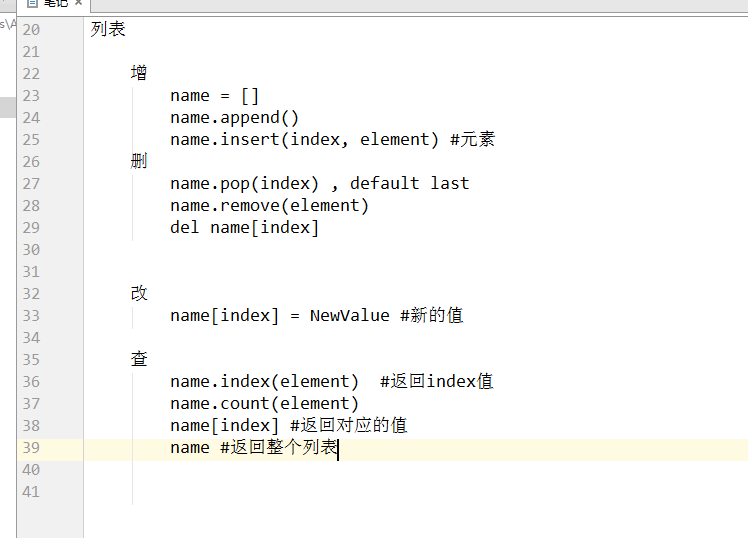 笔记 ×
s\A
20 列表
21
22 增
23 name = []
24 name.append()
25 name.insert(index, element) #元素
26 删
27 name.pop(index) , default last
28 name.remove(element)
29 del name[index]
30
31
32 改
33 name[index] = NewValue #新的值
34
35 查
36 name.index(element)  #返回index值
37 name.count(element)
38 name[index] #返回对应的值
39 name #返回整个列表
40
41